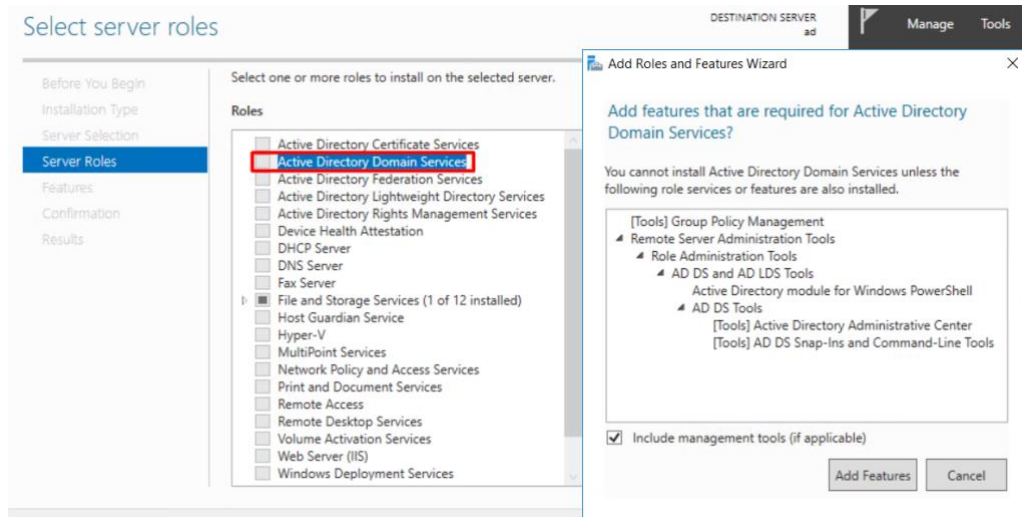 Select server roles
DESTINATION SERVER
ad
Manage Tools
Before You Begin
Installation Type
Server Selection
Server Roles
Features
Confirmation
Results
Select one or more roles to install on the selected server.
Roles
Active Directory Certificate Services
Active Directory Domain Services
Active Directory Federation Services
Active Directory Lightweight Directory Services
Active Directory Rights Management Services
Device Health Attestation
DHCP Server
DNS Server
Fax Server
File and Storage Services (1 of 12 installed)
Host Guardian Service
Hyper-V
MultiPoint Services
Network Policy and Access Services
Print and Document Services
Remote Access
Remote Desktop Services
Volume Activation Services
Web Server (IIS)
Windows Deployment Services
Add Roles and Features Wizard
Add features that are required for Active Directory
Domain Services?
You cannot install Active Directory Domain Services unless the
following role services or features are also installed.
[Tools] Group Policy Management
Remote Server Administration Tools
Role Administration Tools
AD DS and AD LDS Tools
Active Directory module for Windows PowerShell
AD DS Tools
[Tools] Active Directory Administrative Center
[Tools] AD DS Snap-Ins and Command-Line Tools
Include management tools (if applicable)
Add Features Cancel